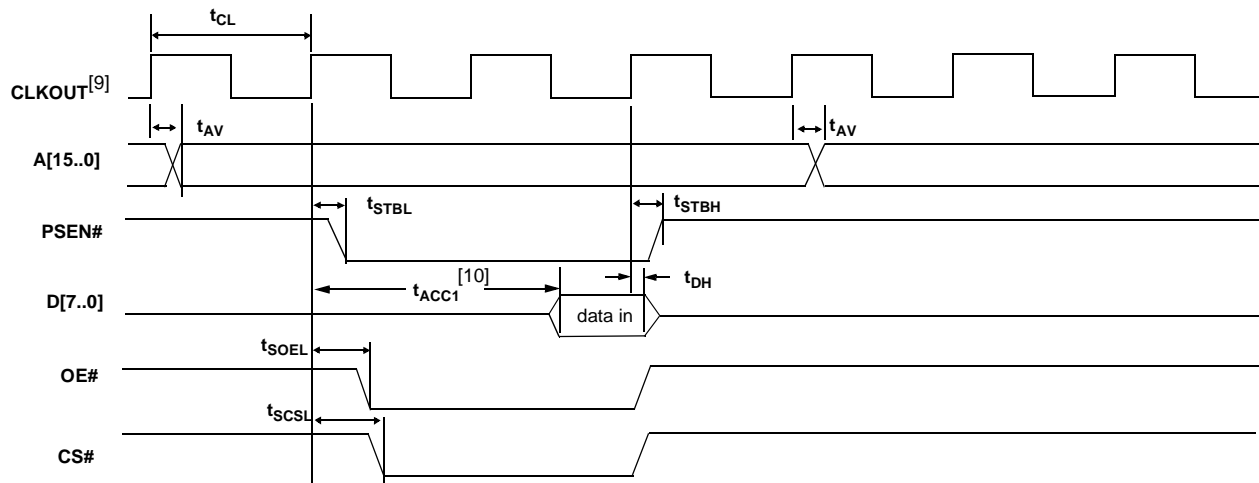 tCL
CLKOUT[9]
tAV
tAV
A[15..0]
tSTBL
tSTBH
PSEN#
[10]
tACC1
tDH
D[7..0]
data in
tSOEL
OE#
tSCSL
CS#